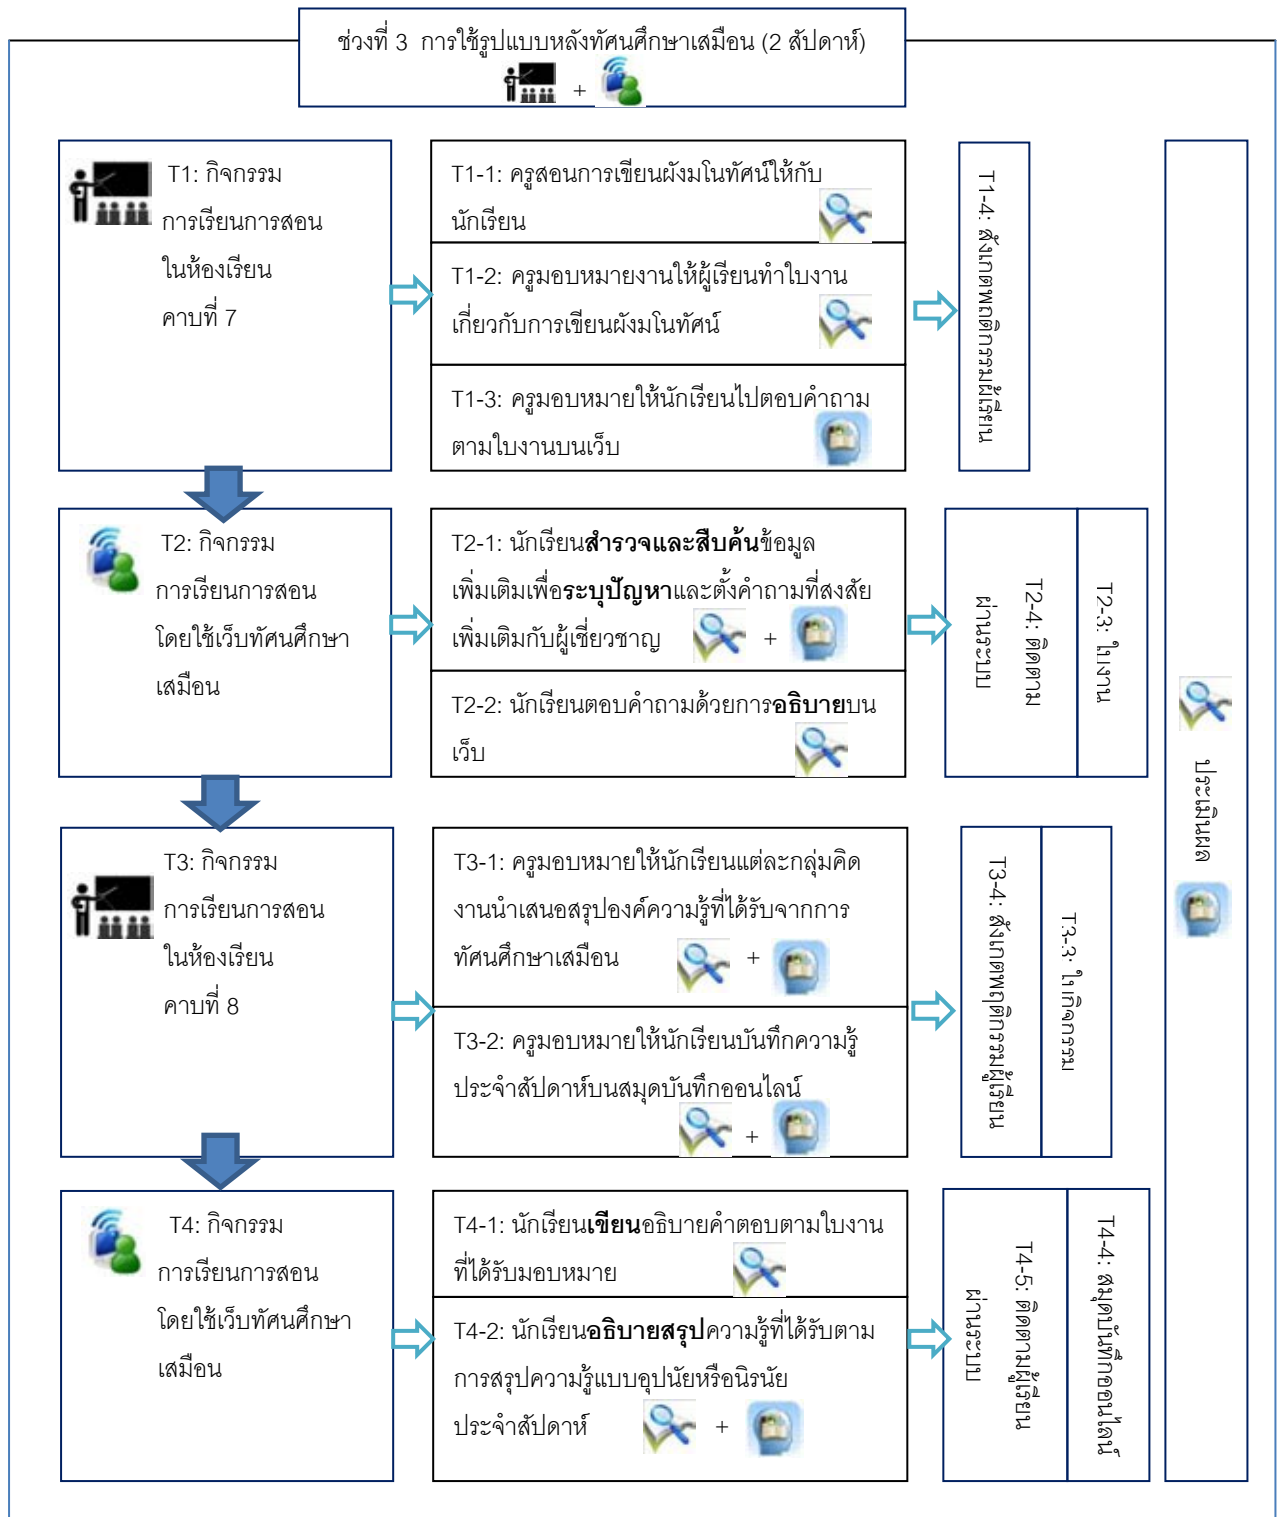 ช่วงที่ 3 การใช้รูปแบบหลังทัศนศึกษาเสมือน (2 สัปดาห์)
+
T1: กิจกรรม
การเรียนการสอน
ในห้องเรียน
คาบที่ 7
T1-1: ครูสอนการเขียนผังมโนทัศน์ให้กับ
นักเรียน
T1-2: ครูมอบหมายงานให้ผู้เรียนทำใบงาน
เกี่ยวกับการเขียนผังมโนทัศน์
T1-3: ครูมอบหมายให้นักเรียนไปตอบคำถาม
ตามใบงานบนเว็บ
T1-4: สังเกตพฤติกรรมผู้เรียน
T2: กิจกรรม
การเรียนการสอน
โดยใช้เว็บทัศนศึกษา
เสมือน
T2-1: นักเรียนสำรวจและสืบค้นข้อมูล
เพิ่มเติมเพื่อระบุปัญหาและตั้งคำถามที่สงสัย
เพิ่มเติมกับผู้เชี่ยวชาญ +
T2-2: นักเรียนตอบคำถามด้วยการอธิบายบน
เว็บ
T2-3: ใบงาน
T2-4: ติดตาม
ผ่านระบบ
T3: กิจกรรม
การเรียนการสอน
ในห้องเรียน
คาบที่ 8
T3-1: ครูมอบหมายให้นักเรียนแต่ละกลุ่มคิด
งานนำเสนอสรุปองค์ความรู้ที่ได้รับจากการ
ทัศนศึกษาเสมือน +
T3-2: ครูมอบหมายให้นักเรียนบันทึกความรู้
ประจำสัปดาห์บนสมุดบันทึกออนไลน์
+
T3-3: ใบกิจกรรม
T3-4: สังเกตพฤติกรรมผู้เรียน
T4: กิจกรรม
การเรียนการสอน
โดยใช้เว็บทัศนศึกษา
เสมือน
T4-1: นักเรียนเขียนอธิบายคำตอบตามใบงาน
ที่ได้รับมอบหมาย
T4-2: นักเรียนอธิบายสรุปความรู้ที่ได้รับตาม
การสรุปความรู้แบบอุปนัยหรือนิรนัย
ประจำสัปดาห์ +
T4-4: สมุดบันทึกออนไลน์
T4-5: ติดตามผู้เรียน
ผ่านระบบ
ประเมินผล